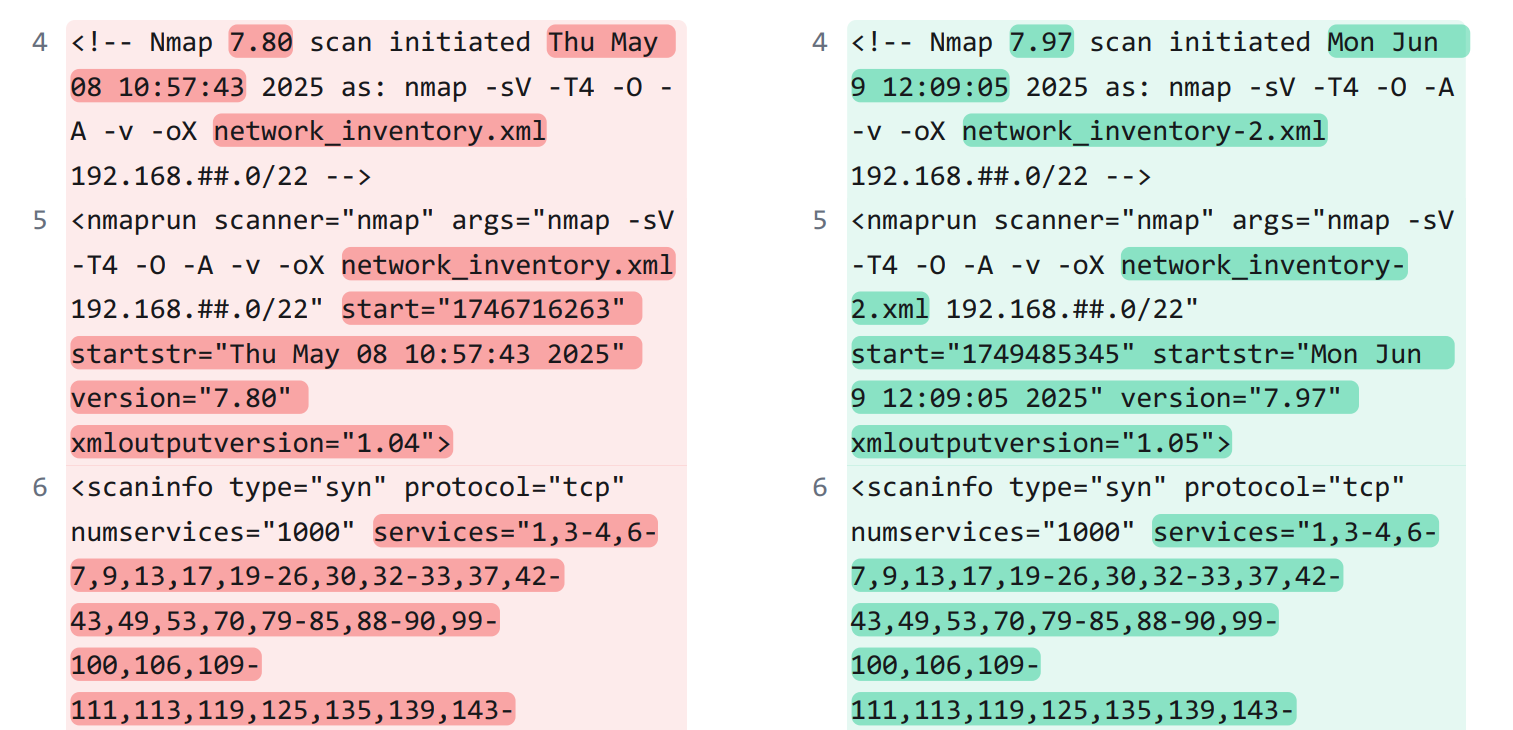 4 <!-- Nmap 7.80 scan initiated Thu May
08 10:57:43 2025 as: nmap -sV -T4 -O -
A -v -oX network_inventory.xml
192.168.##.0/22 -->
5 <nmaprun scanner="nmap" args="nmap -sV
-T4 -O -A -v -oX network_inventory.xml
192.168.##.0/22" start="1746716263"
startstr="Thu May 08 10:57:43 2025"
version="7.80"
xmloutputversion="1.04">
6 <scaninfo type="syn" protocol="tcp"
numservices="1000" services="1,3-4,6-
7,9,13,17,19-26,30,32-33,37,42-
43,49,53,70,79-85,88-90,99-
100,106,109-
111,113,119,125,135,139,143-
4 <!-- Nmap 7.97 scan initiated Mon Jun
9 12:09:05 2025 as: nmap -sV -T4 -O -A
-v -oX network_inventory-2.xml
192.168.##.0/22 -->
5 <nmaprun scanner="nmap" args="nmap -sV
-T4 -O -A -v -oX network_inventory-
2.xml 192.168.##.0/22"
start="1749485345" startstr="Mon Jun
9 12:09:05 2025" version="7.97"
xmloutputversion="1.05">
6 <scaninfo type="syn" protocol="tcp"
numservices="1000" services="1,3-4,6-
7,9,13,17,19-26,30,32-33,37,42-
43,49,53,70,79-85,88-90,99-
100,106,109-
111,113,119,125,135,139,143-